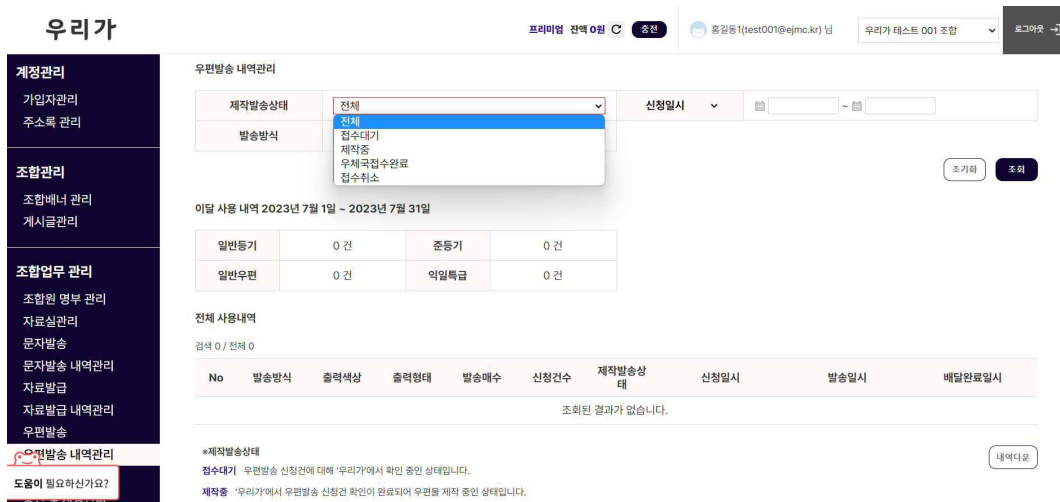 우리가
프리미엄 잔액 0원 충전
홍길동1(test001@ejmc.kr) 님
우리가 테스트 001 조합
로그아웃
계정관리
가입자관리
주소록 관리
조합관리
조합배너 관리
게시글관리
조합업무 관리
조합원 명부 관리
자료실관리
문자발송
문자발송 내역관리
자료발급
자료발급 내역관리
우편발송
우편발송 내역관리
도움이 필요하신가요?
우편발송 내역관리
제작발송상태 전체 신청일시 ~
전체
접수대기
제작중
우체국접수완료
접수취소
발송방식
초기화 조회
이달 사용 내역 2023년 7월 1일 ~ 2023년 7월 31일
일반등기 0 건 준등기 0 건
일반우편 0 건 익일특급 0 건
전체 사용내역
검색 0 / 전체 0
No 발송방식 출력색상 출력형태 발송매수 신청건수 제작발송상태 신청일시 발송일시 배달완료일시
조회된 결과가 없습니다.
※제작발송상태
내역다운
접수대기 우편발송 신청건에 대해 '우리가'에서 확인 중인 상태입니다.
제작중 '우리가'에서 우편발송 신청건 확인이 완료되어 우편물 제작 중인 상태입니다.